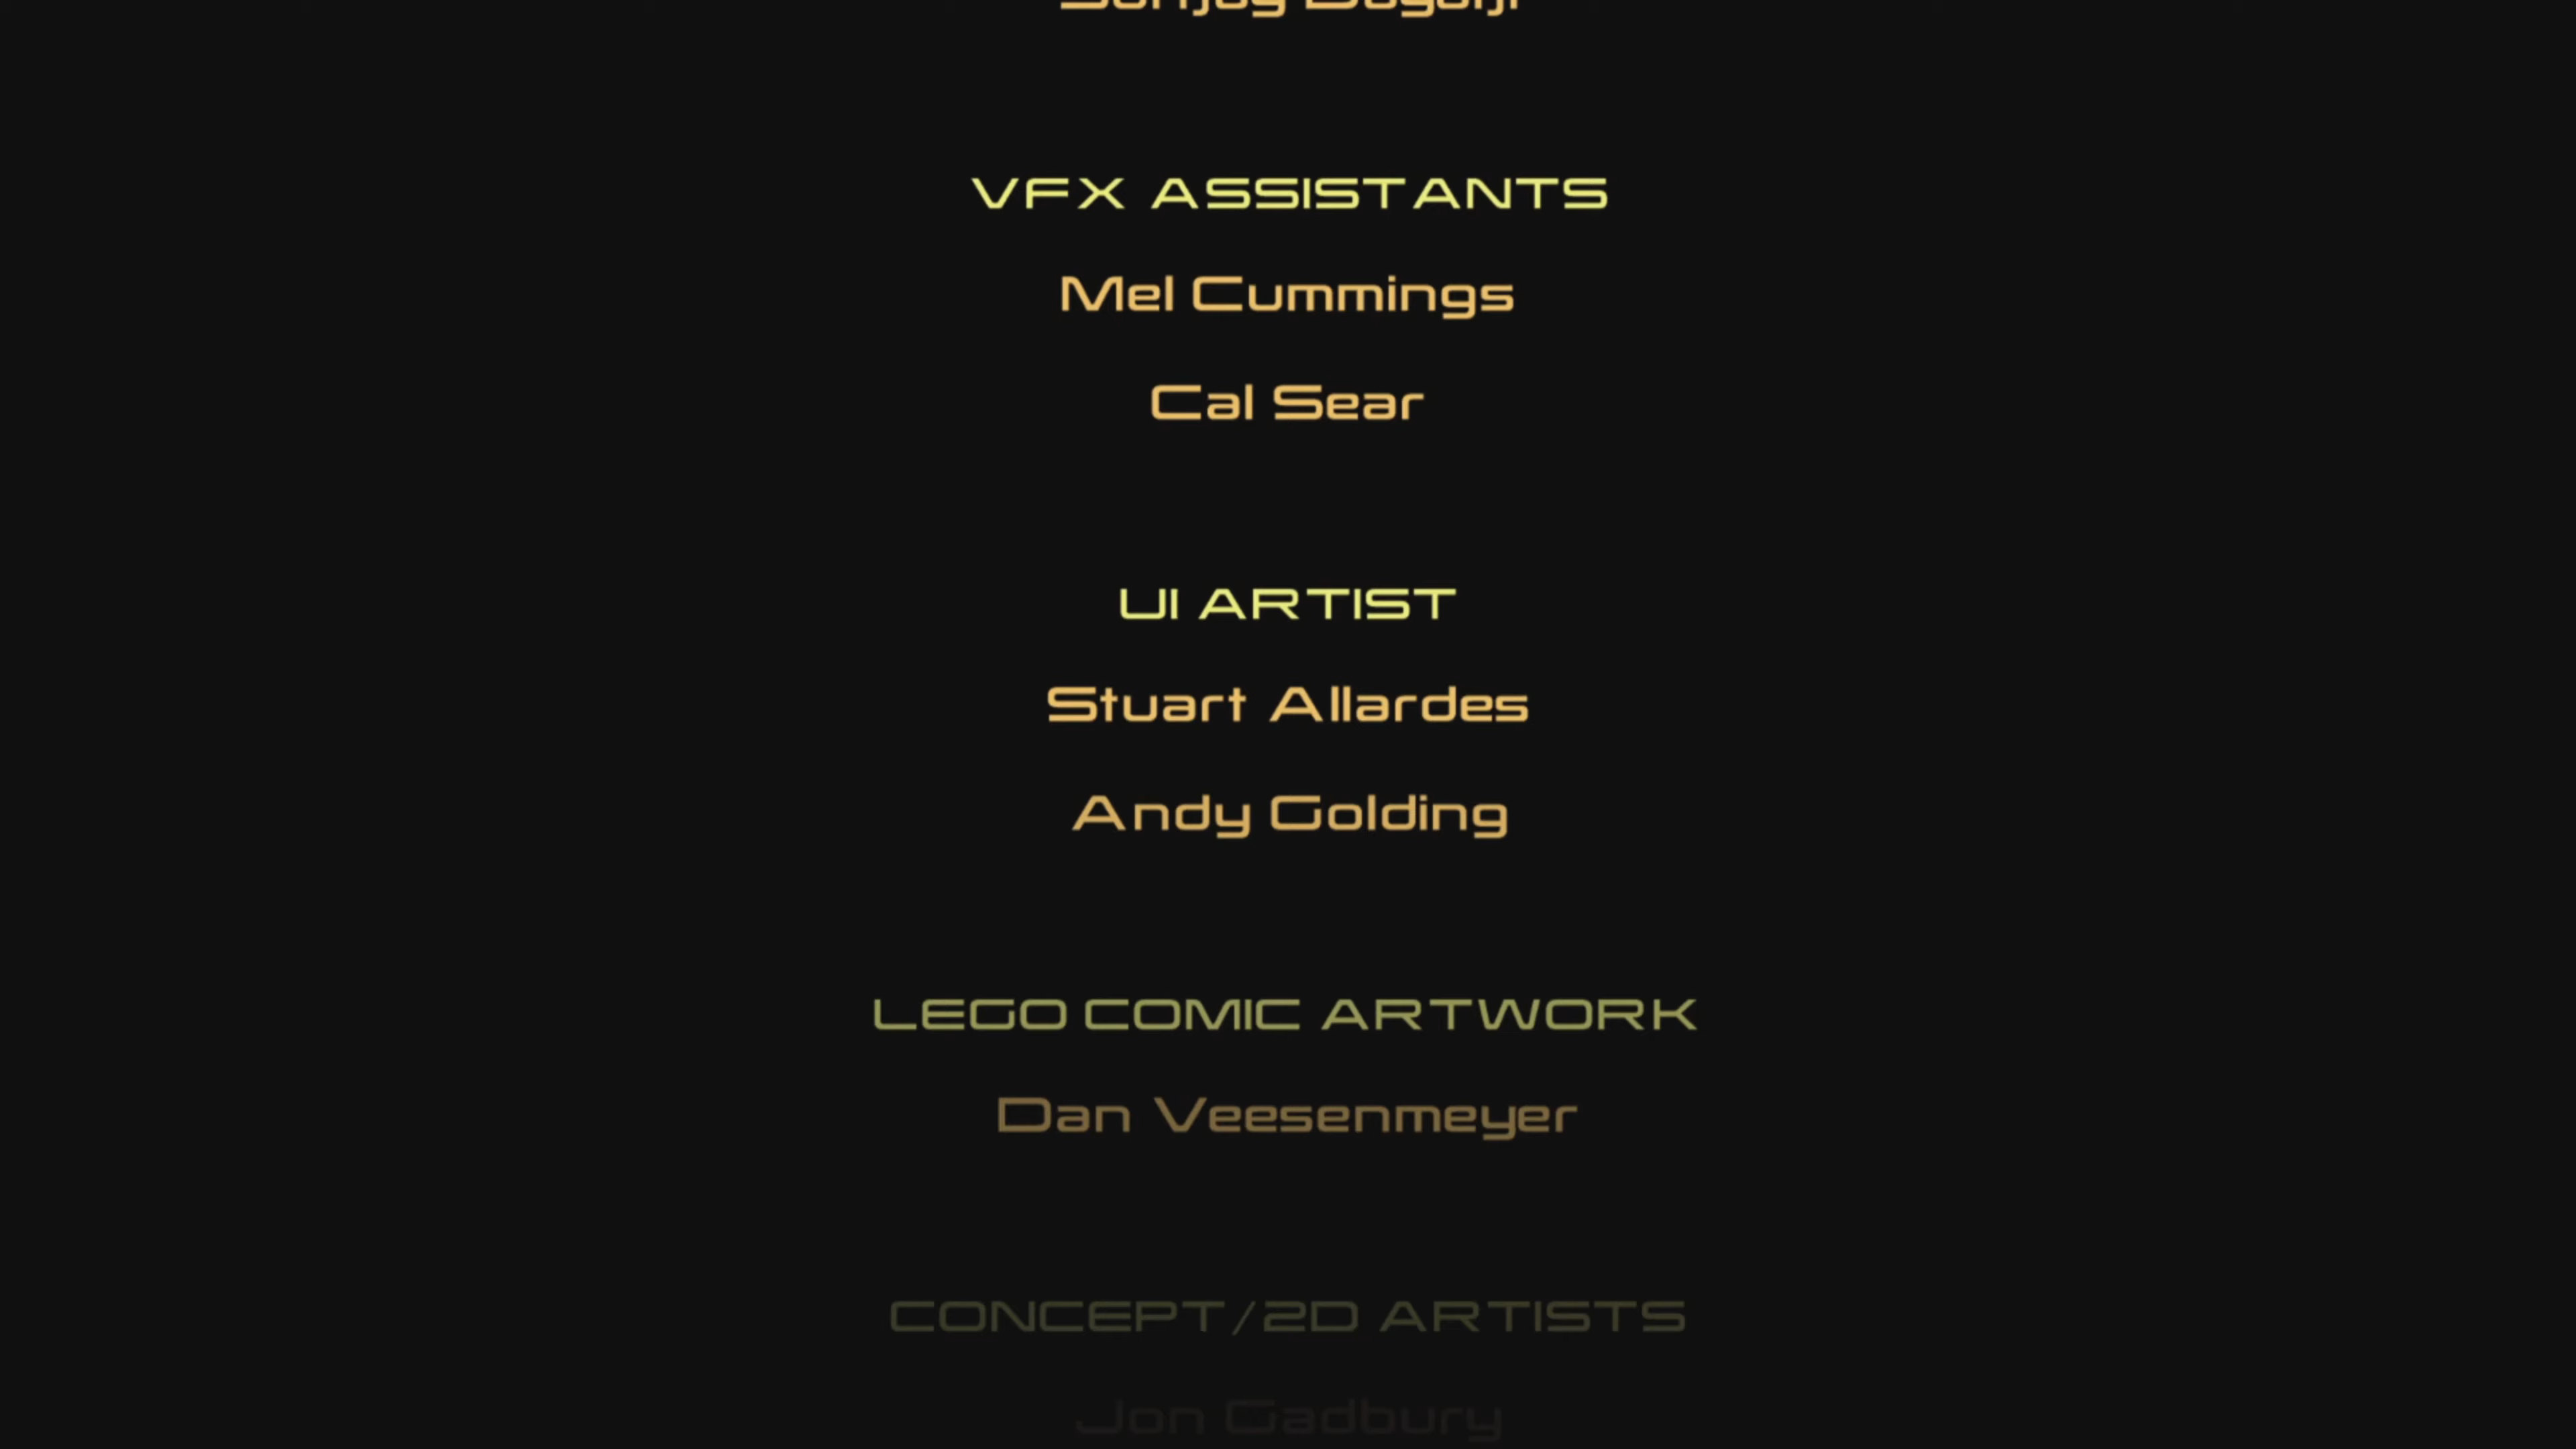 VFX ASSISTANTS
Mel Cummings
Cal Sear
UI ARTIST
Stuart Allardes
Andy Golding
LEGO COMIC ARTWORK
Dan Veesenmeyer
CONCEPT/2D ARTISTS
Jon Gadbury